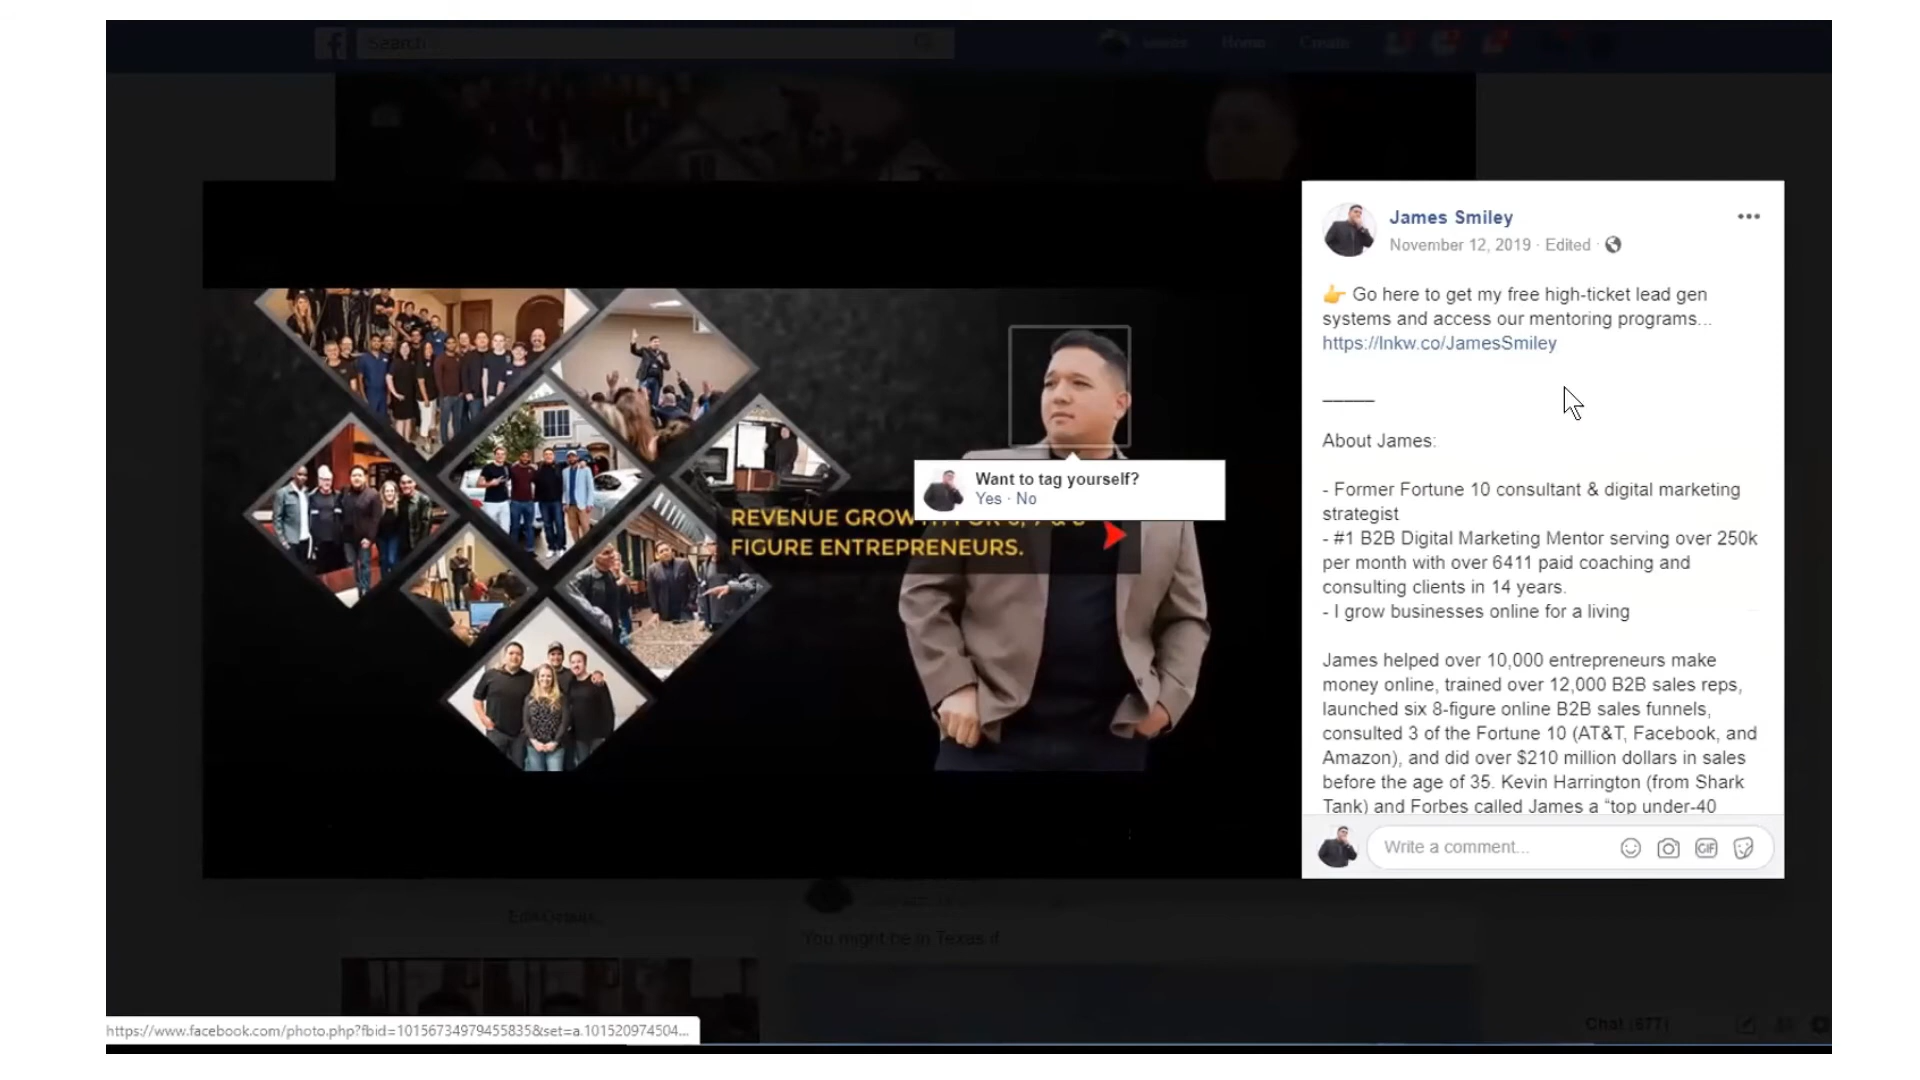 Search
Home
Create
James Smiley
November 12, 2019 · Edited ·
👉 Go here to get my free high-ticket lead gen
systems and access our mentoring programs...
https://lnkw.co/JamesSmiley
_____
About James:
- Former Fortune 10 consultant & digital marketing
strategist
- #1 B2B Digital Marketing Mentor serving over 250k
per month with over 6411 paid coaching and
consulting clients in 14 years.
- I grow businesses online for a living
James helped over 10,000 entrepreneurs make
money online, trained over 12,000 B2B sales reps,
launched six 8-figure online B2B sales funnels,
consulted 3 of the Fortune 10 (AT&T, Facebook, and
Amazon), and did over $210 million dollars in sales
before the age of 35. Kevin Harrington (from Shark
Tank) and Forbes called James a “top under-40
Write a comment...
GIF
Want to tag yourself?
Yes · No
REVENUE
FIGURE ENTREPRENEURS.
You might be in Texas if
Chat (677)
https://www.facebook.com/photo.php?fbid=10156734979455835&set=a.101520974504...